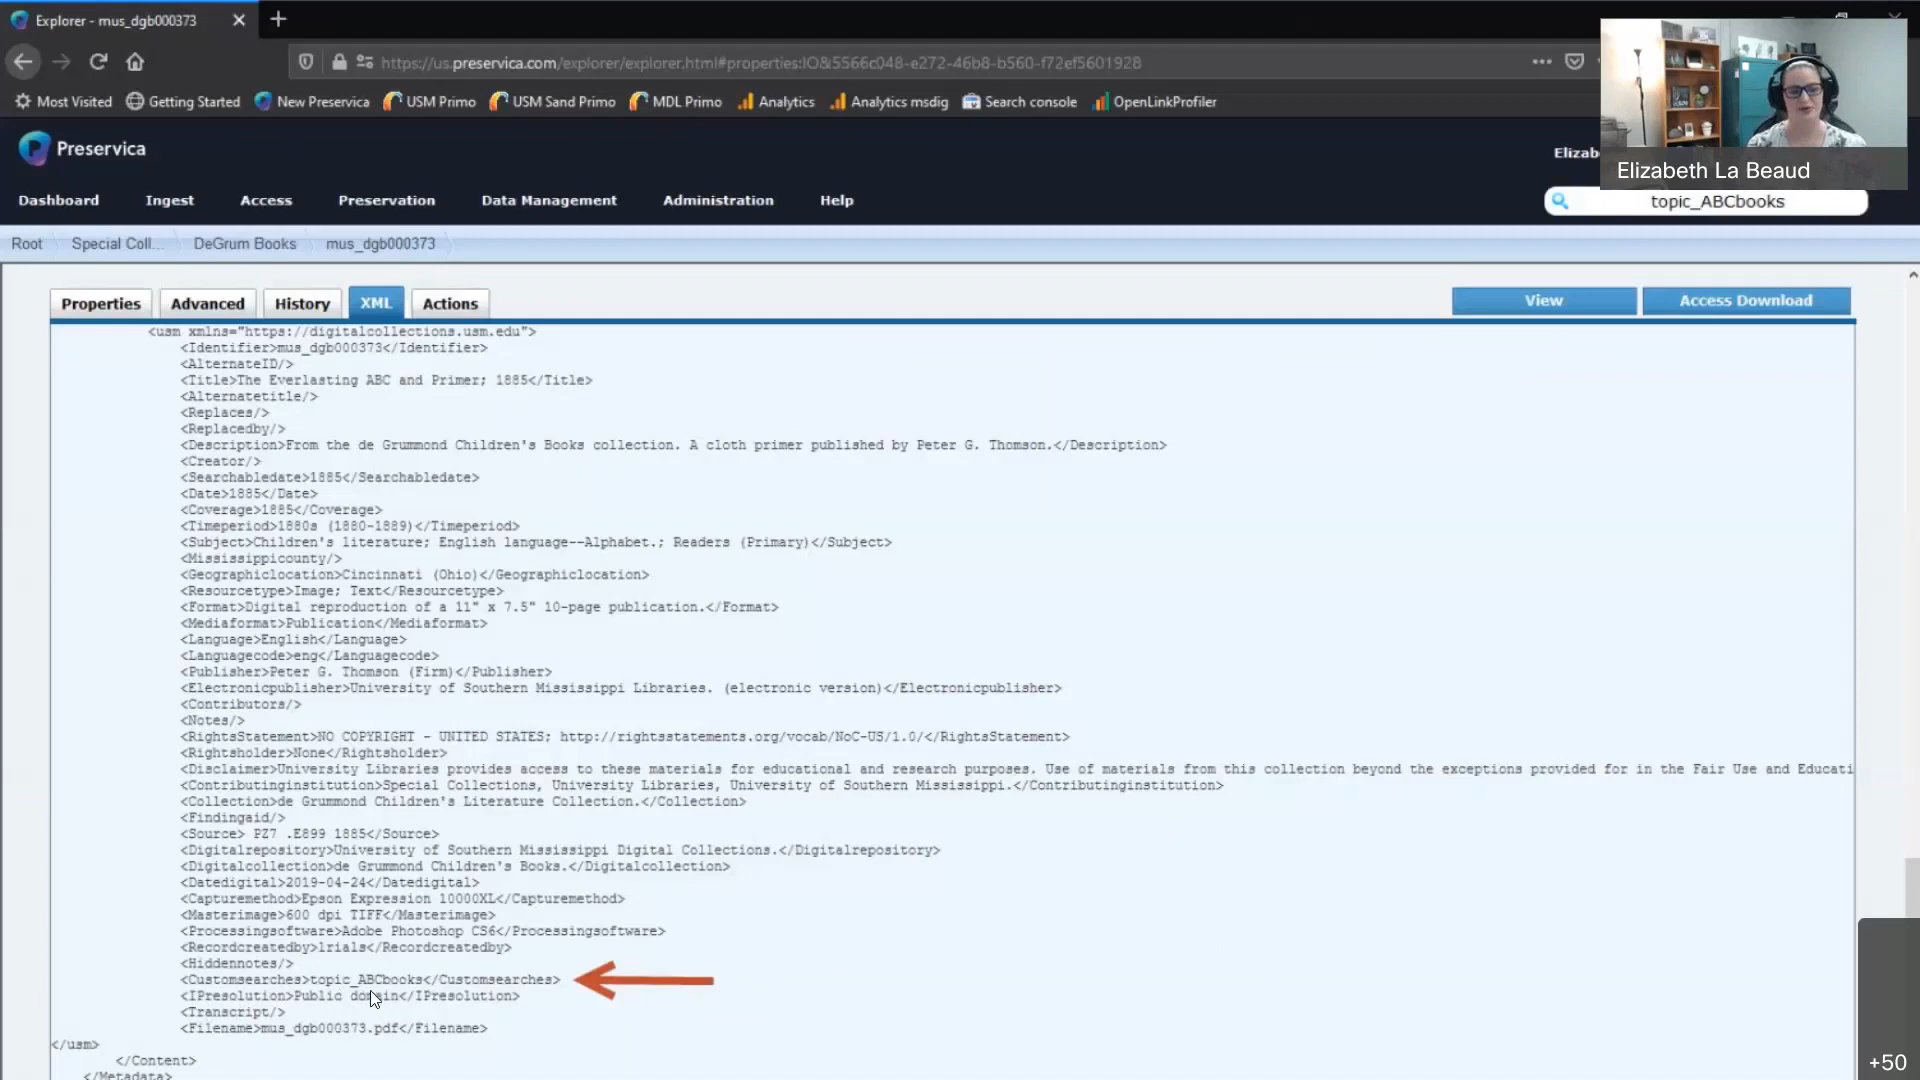 Explorer - mus_dgb000373
https://us.preservica.com/explorer/explorer.html#properties:IO&5566c048-e272-46b8-b560-f72ef5601928
Most Visited Getting Started New Preservica USM Primo USM Sand Primo MDL Primo Analytics Analytics msdig Search console OpenLinkProfiler
Preservica
Elizab
Elizabeth La Beaud
Dashboard Ingest Access Preservation Data Management Administration Help
topic_ABCbooks
Root Special Coll... DeGrum Books mus_dgb000373
Properties Advanced History XML Actions View Access Download
<usm xmlns="https://digitalcollections.usm.edu">
<Identifier>mus_dgb000373</Identifier>
<AlternateID/>
<Title>The Everlasting ABC and Primer; 1885</Title>
<Alternatetitle/>
<Replaces/>
<Replacedby/>
<Description>From the de Grummond Children's Books collection. A cloth primer published by Peter G. Thomson.</Description>
<Creator/>
<Searchabledate>1885</Searchabledate>
<Date>1885</Date>
<Coverage>1885</Coverage>
<Timeperiod>1880s (1880-1889)</Timeperiod>
<Subject>Children's literature; English language--Alphabet.; Readers (Primary)</Subject>
<Mississippicounty/>
<Geographiclocation>Cincinnati (Ohio)</Geographiclocation>
<Resourcetype>Image; Text</Resourcetype>
<Format>Digital reproduction of a 11" x 7.5" 10-page publication.</Format>
<Mediaformat>Publication</Mediaformat>
<Language>English</Language>
<Languagecode>eng</Languagecode>
<Publisher>Peter G. Thomson (Firm)</Publisher>
<Electronicpublisher>University of Southern Mississippi Libraries. (electronic version)</Electronicpublisher>
<Contributors/>
<Notes/>
<RightsStatement>NO COPYRIGHT - UNITED STATES; http://rightsstatements.org/vocab/NoC-US/1.0/</RightsStatement>
<Rightsholder>None</Rightsholder>
<Disclaimer>University Libraries provides access to these materials for educational and research purposes. Use of materials from this collection beyond the exceptions provided for in the Fair Use and Educati
<Contributinginstitution>Special Collections, University Libraries, University of Southern Mississippi.</Contributinginstitution>
<Collection>de Grummond Children's Literature Collection.</Collection>
<Findingaid/>
<Source> PZ7 .E899 1885</Source>
<Digitalrepository>University of Southern Mississippi Digital Collections.</Digitalrepository>
<Digitalcollection>de Grummond Children's Books.</Digitalcollection>
<Datedigital>2019-04-24</Datedigital>
<Capturemethod>Epson Expression 10000XL</Capturemethod>
<Masterimage>600 dpi TIFF</Masterimage>
<Processingsoftware>Adobe Photoshop CS6</Processingsoftware>
<Recordcreatedby>lrials</Recordcreatedby>
<Hiddennotes/>
<Customsearches>topic_ABCbooks</Customsearches>
<IPresolution>Public domain</IPresolution>
<Transcript/>
<Filename>mus_dgb000373.pdf</Filename>
</usm>
</Content>
</Metadata>
+50